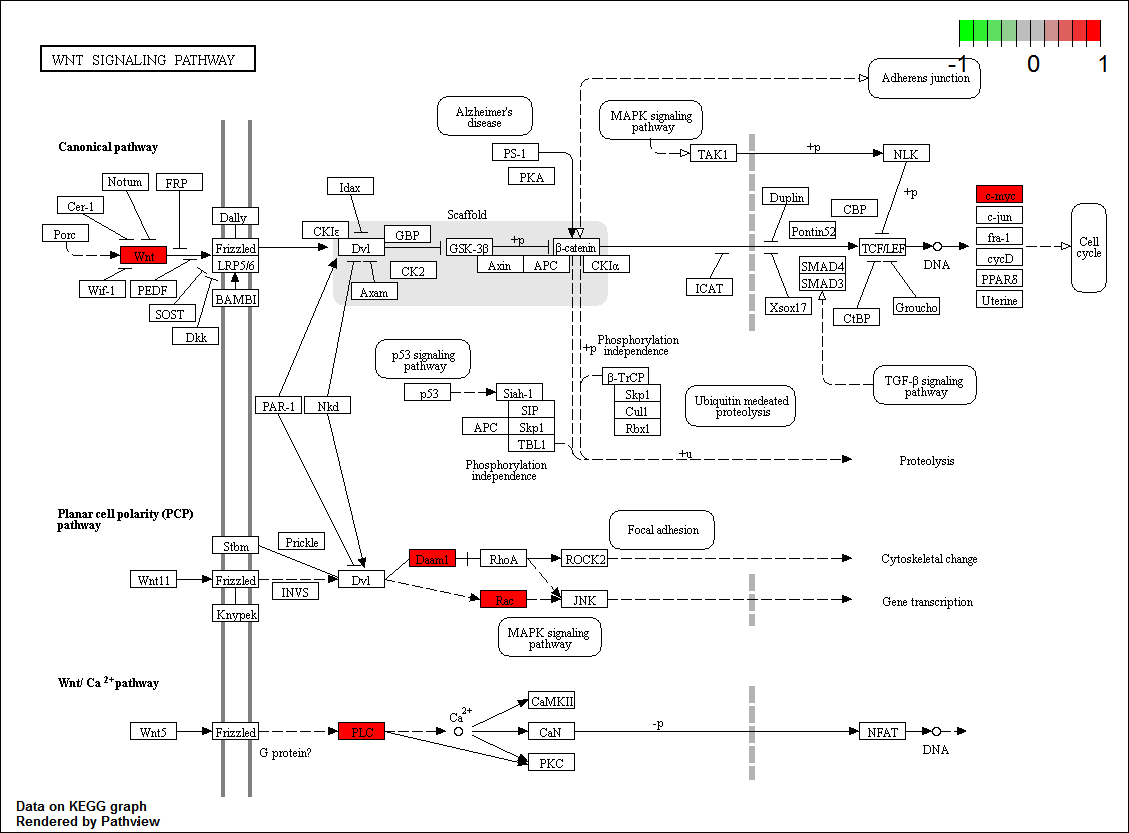 WNT SIGNALING PATHWAY
-1
0
1
Adherens junction
Alzheimer's
disease
MAPK signaling
pathway
Canonical pathway
PS-1
PKA
TAK1
+p
NLK
+p
Notum
FRP
Cer-1
Porc
Wnt
Wif-1
PEDF
SOST
Dkk
Dally
Frizzled
LRP5/6
BAMBI
Idax
Scaffold
CKIε
Dvl
GBP
CK2
Axam
GSK-3β
+p
β-catenin
Axin
APC
CKIα
ICAT
Duplin
CBP
Pontin52
TCF/LEF
SMAD4
SMAD3
Xsox17
CtBP
Groucho
DNA
c-myc
c-jun
fra-1
cycD
PPARδ
Uterine
Cell
cycle
p53 signaling
pathway
p53
Siah-1
SIP
APC
Skp1
TBL1
Phosphorylation
independence
+p
Phosphorylation
independence
β-TrCP
Skp1
Cul1
Rbx1
Ubiquitin medeated
proteolysis
TGF-β signaling
pathway
+u
Proteolysis
PAR-1
Nkd
Planar cell polarity (PCP)
pathway
Stbm
Prickle
Wnt11
Frizzled
INVS
Knypek
Dvl
Daam1
RhoA
ROCK2
Focal adhesion
Cytoskeletal change
Rac
JNK
Gene transcription
MAPK signaling
pathway
Wnt/ Ca 2+ pathway
Wnt5
Frizzled
G protein?
PLC
Ca2+
CaMKII
CaN
PKC
-p
NFAT
DNA
Data on KEGG graph
Rendered by Pathview